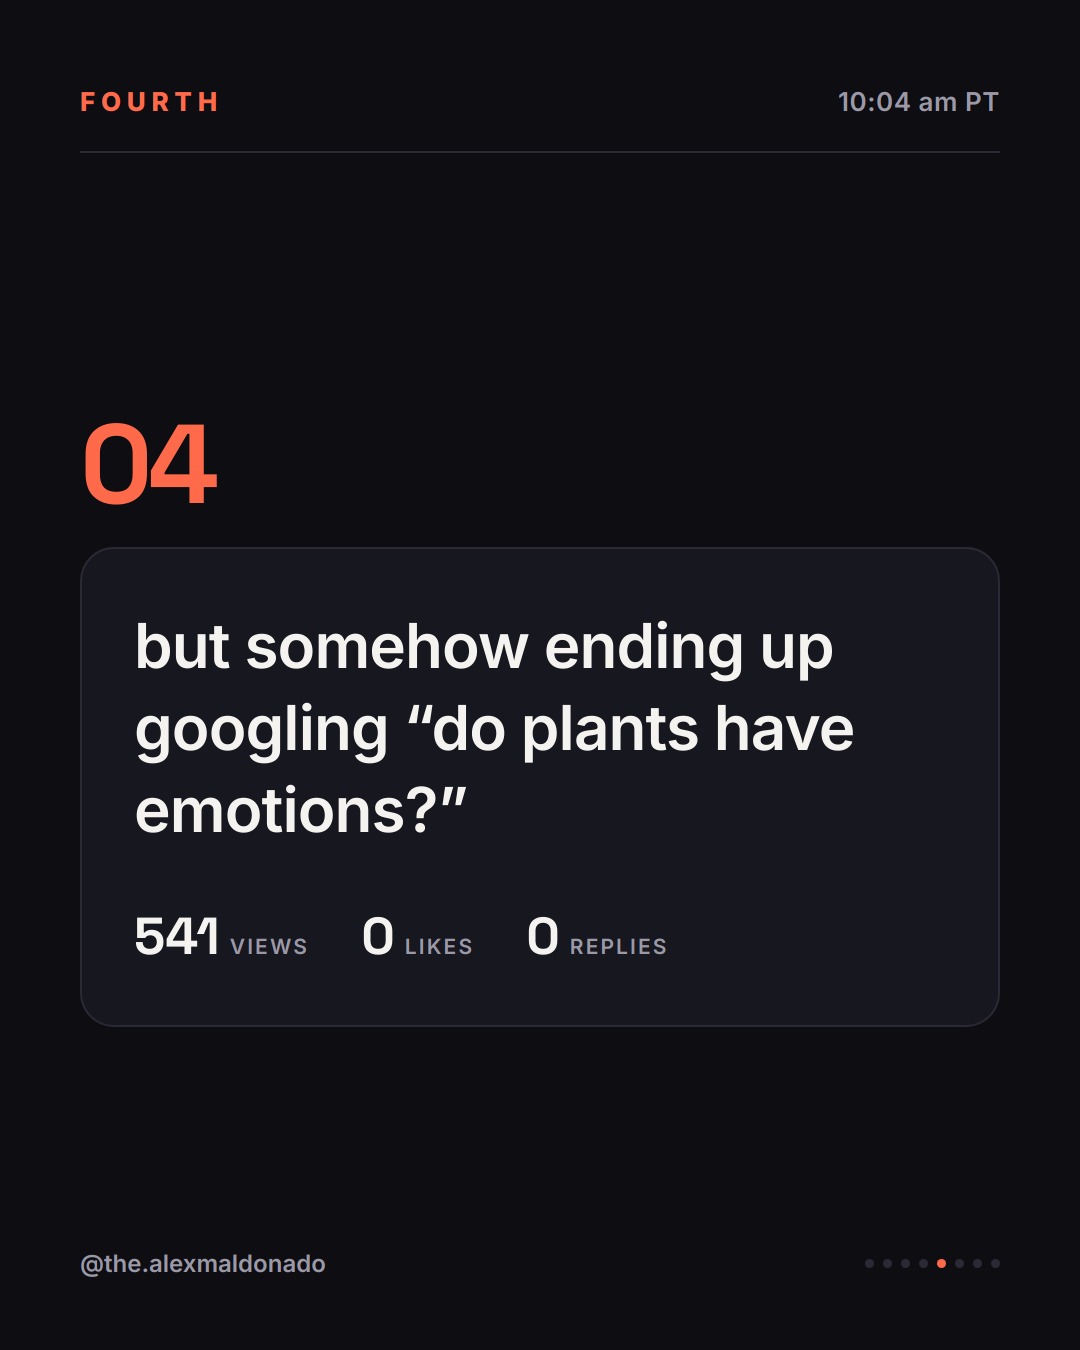 FOURTH
10:04 am PT
04
but somehow ending up
googling “do plants have
emotions?”
541 VIEWS 0 LIKES 0 REPLIES
@the.alexmaldonado